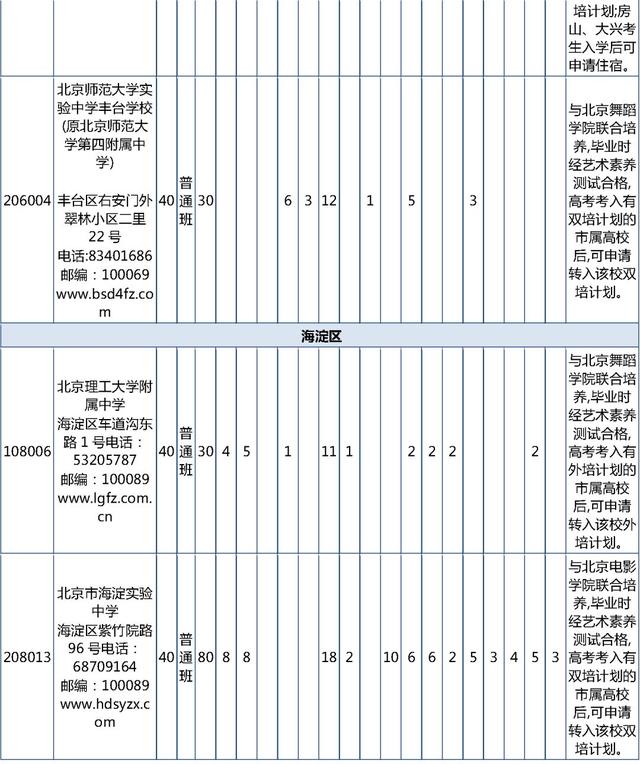 培计划;房
山、大兴考
生入学后可
申请住宿。
206004
北京师范大学实
验中学丰台学校
(原北京师范大
学第四附属中
学)
丰台区右安门外
翠林小区二里
22 号
电话:83401686
邮编：100069
www.bsd4fz.co
m
40
普
通
班
30
6 3 12 1 5 3
与北京舞蹈
学院联合培
养,毕业时
经艺术素养
测试合格,
高考考入有
双培计划的
市属高校
后,可申请
转入该校双
培计划。
海淀区
108006
北京理工大学附
属中学
海淀区车道沟东
路 1 号电话：
53205787
邮编：100089
www.lgfz.com.
cn
40
普
通
班
30 4 5 1 11 1 2 2 2 2
与北京舞蹈
学院联合培
养,毕业时
经艺术素养
测试合格,
高考考入有
外培计划的
市属高校
后,可申请
转入该校外
培计划。
208013
北京市海淀实验
中学
海淀区紫竹院路
96 号电话：
68709164
邮编：100089
www.hdsyzx.c
om
40
普
通
班
80 8 8 18 2 10 6 6 2 5 3 4 5 3
与北京电影
学院联合培
养,毕业时
经艺术素养
测试合格,
高考考入有
双培计划的
市属高校
后,可申请
转入该校双
培计划。